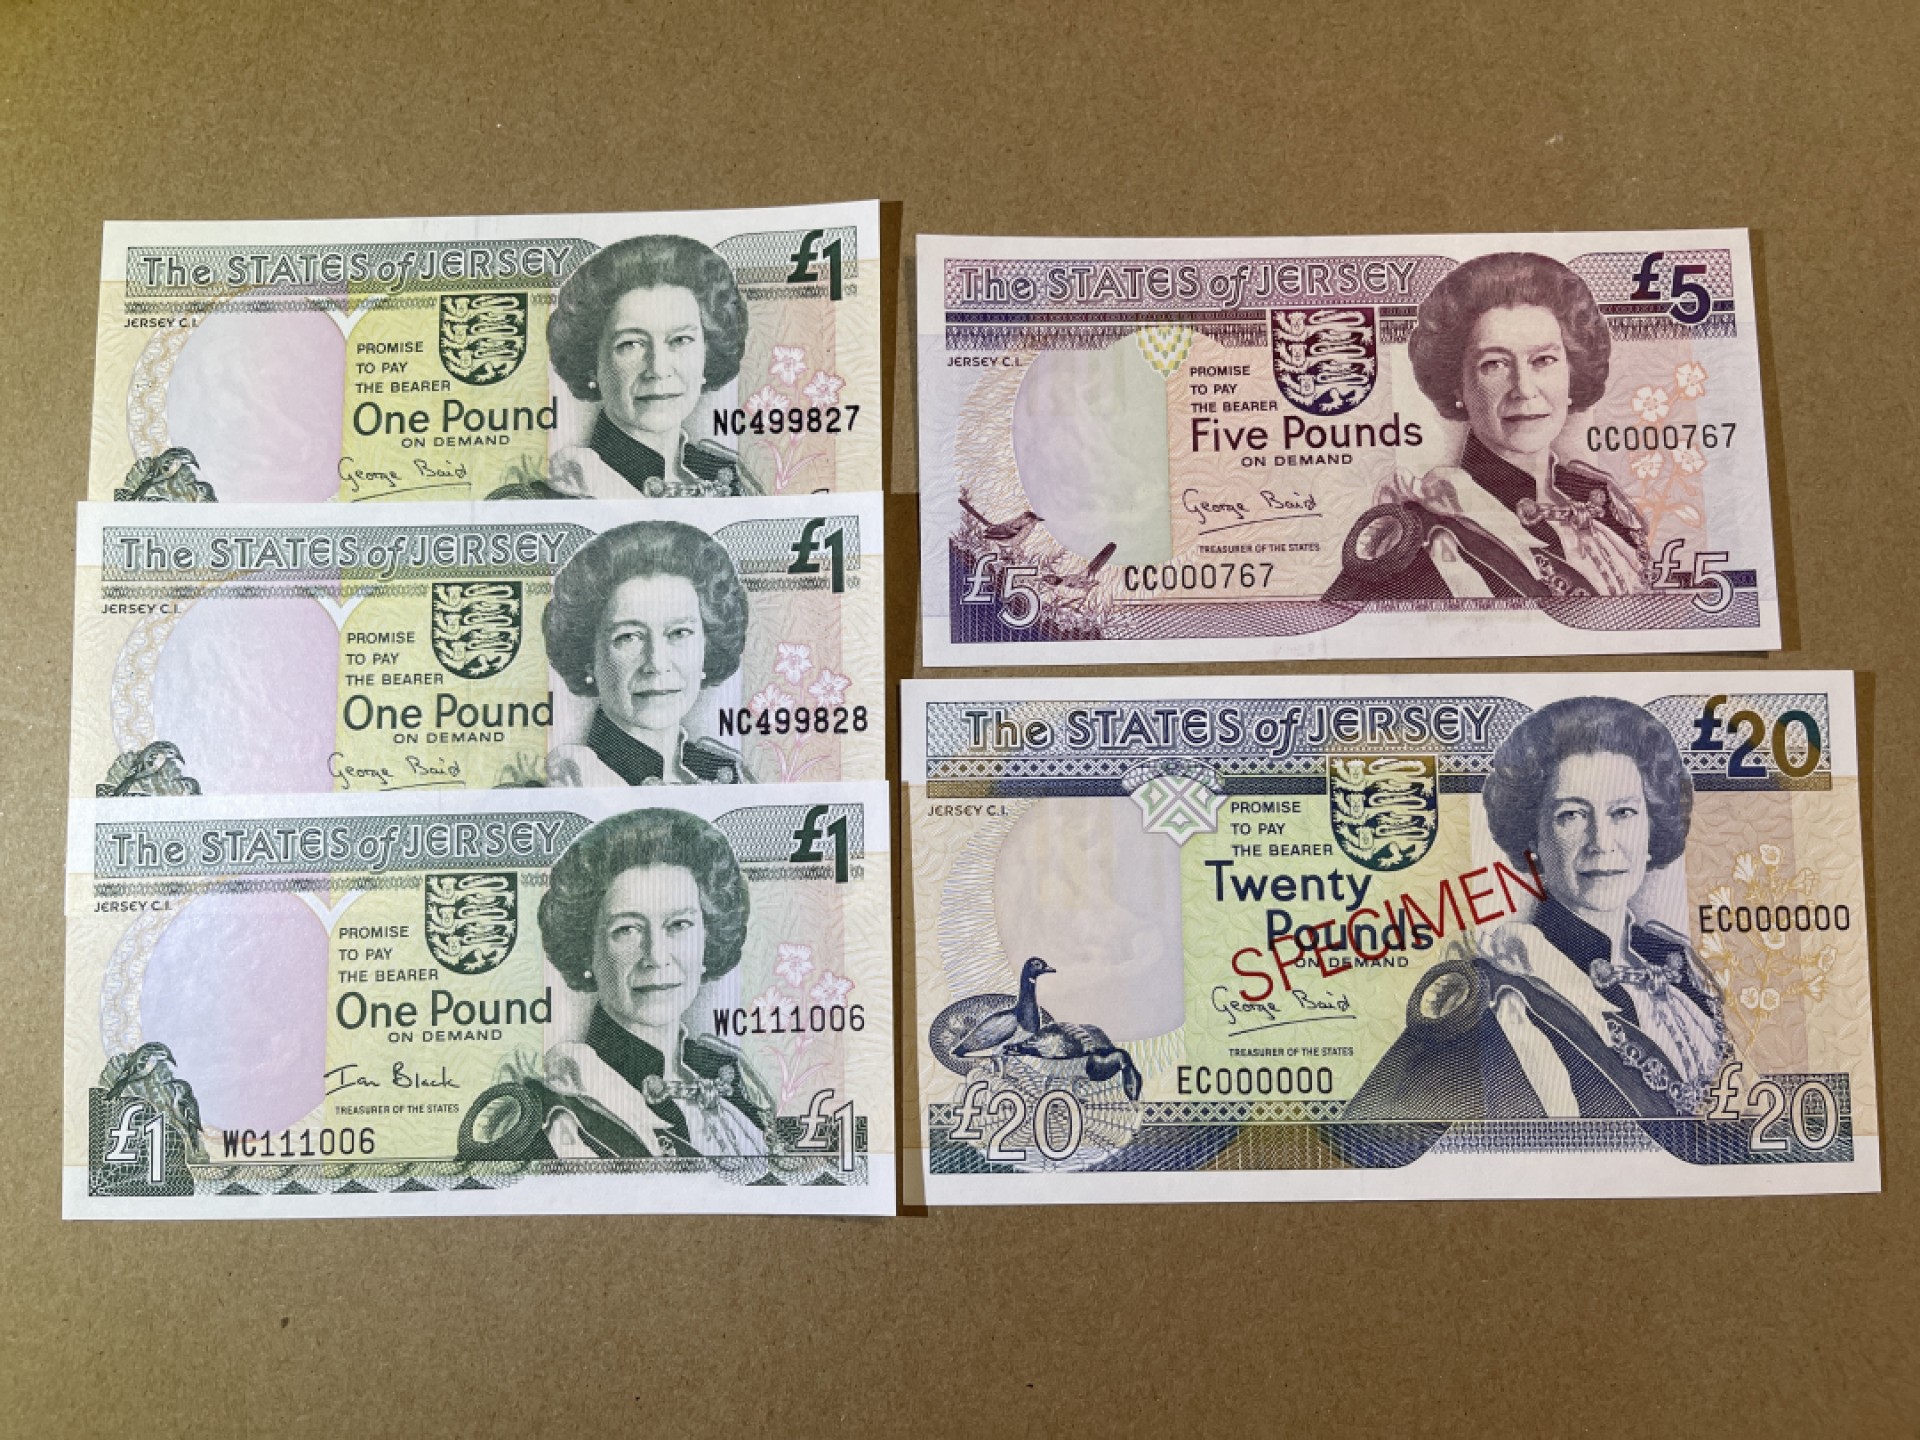 The STATES of JERSEY
£1
JERSEY C.I.
PROMISE
TO PAY
THE BEARER
One Pound
ON DEMAND
NC499827
George Baird
The STATES of JERSEY
£1
JERSEY C.I.
PROMISE
TO PAY
THE BEARER
One Pound
ON DEMAND
NC499828
George Baird
The STATES of JERSEY
£1
JERSEY C.I.
PROMISE
TO PAY
THE BEARER
One Pound
ON DEMAND
WC111006
Ian Black
TREASURER OF THE STATES
£1
WC111006
£1
The STATES of JERSEY
£5
JERSEY C.I.
PROMISE
TO PAY
THE BEARER
Five Pounds
ON DEMAND
CC000767
George Baird
TREASURER OF THE STATES
£5
CC000767
£5
The STATES of JERSEY
£20
JERSEY C.I.
PROMISE
TO PAY
THE BEARER
Twenty
Pounds
ON DEMAND
SPECIMEN
EC000000
George Baird
TREASURER OF THE STATES
EC000000
£20
£20